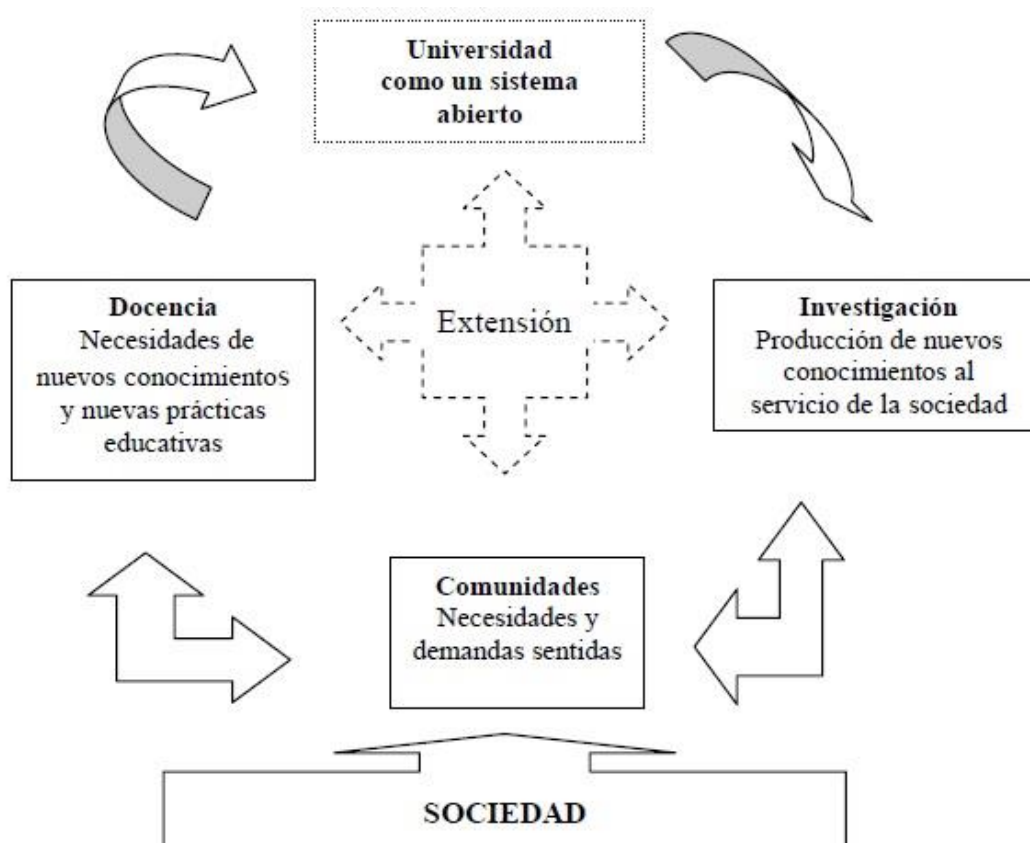 Universidad
como un sistema
abierto
Docencia
Necesidades de
nuevos conocimientos
y nuevas prácticas
educativas
Extensión
Investigación
Producción de nuevos
conocimientos al
servicio de la sociedad
Comunidades
Necesidades y
demandas sentidas
SOCIEDAD